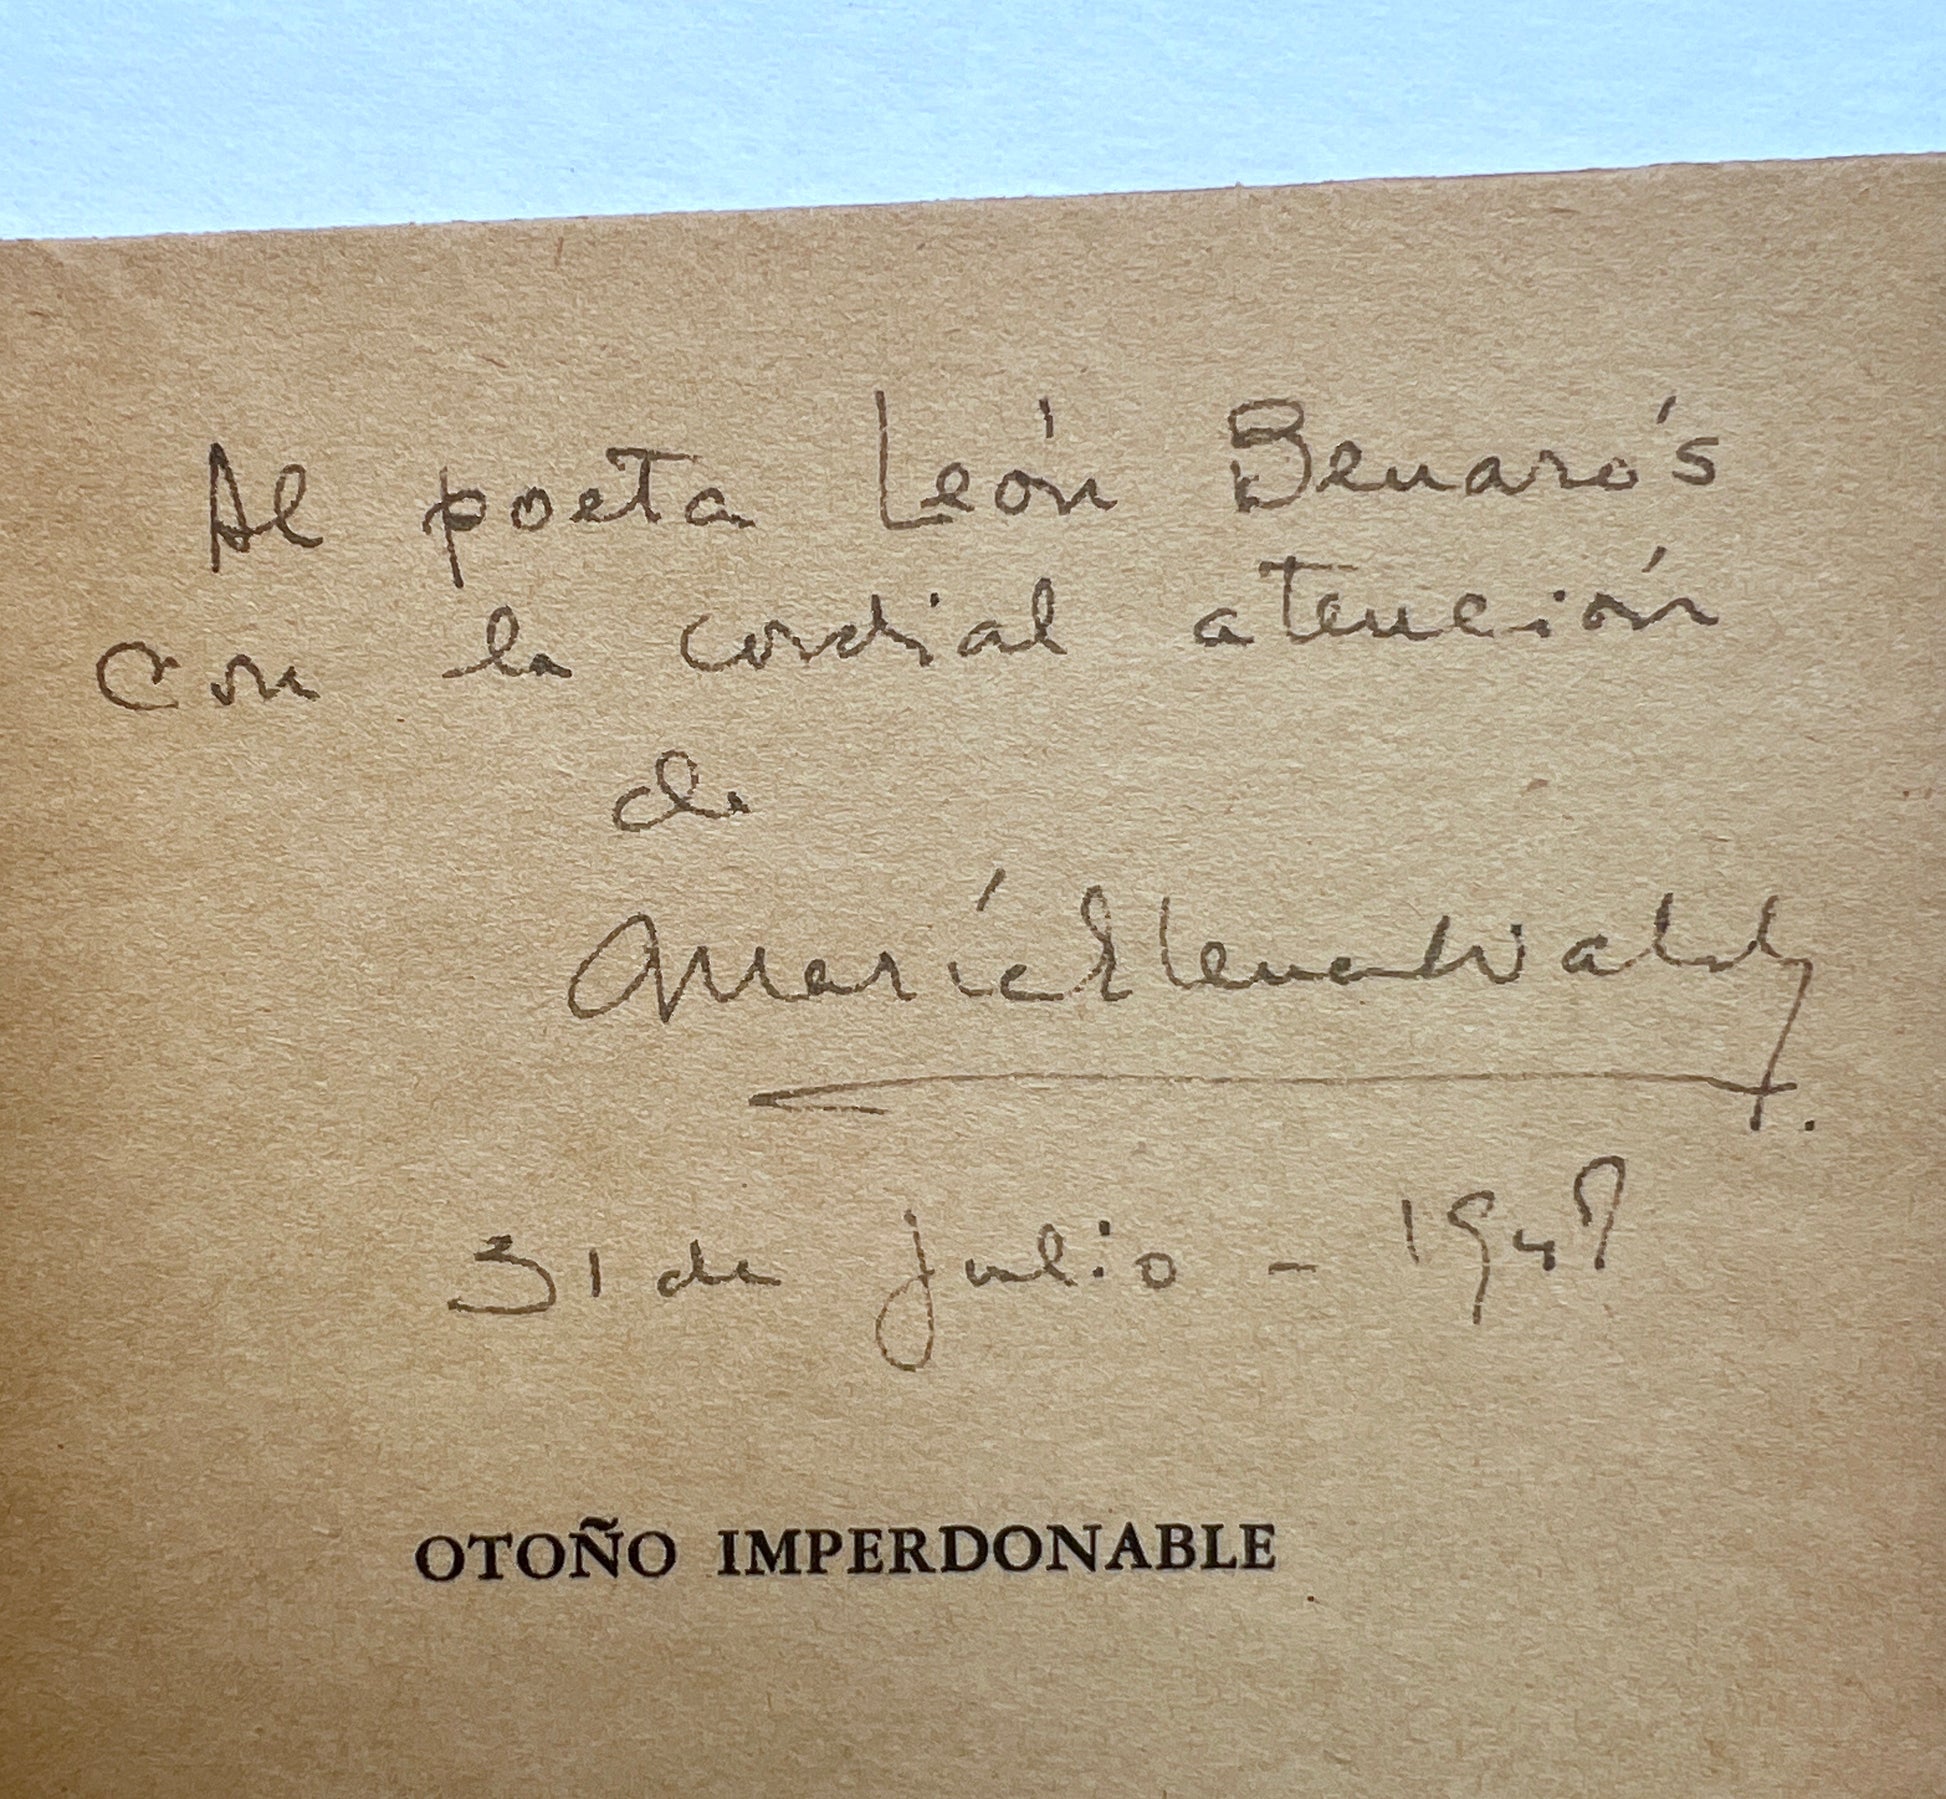 Al poeta León Benarós
con la cordial atención
de
María Elena Walsh.
31 de julio - 1948
OTOÑO IMPERDONABLE